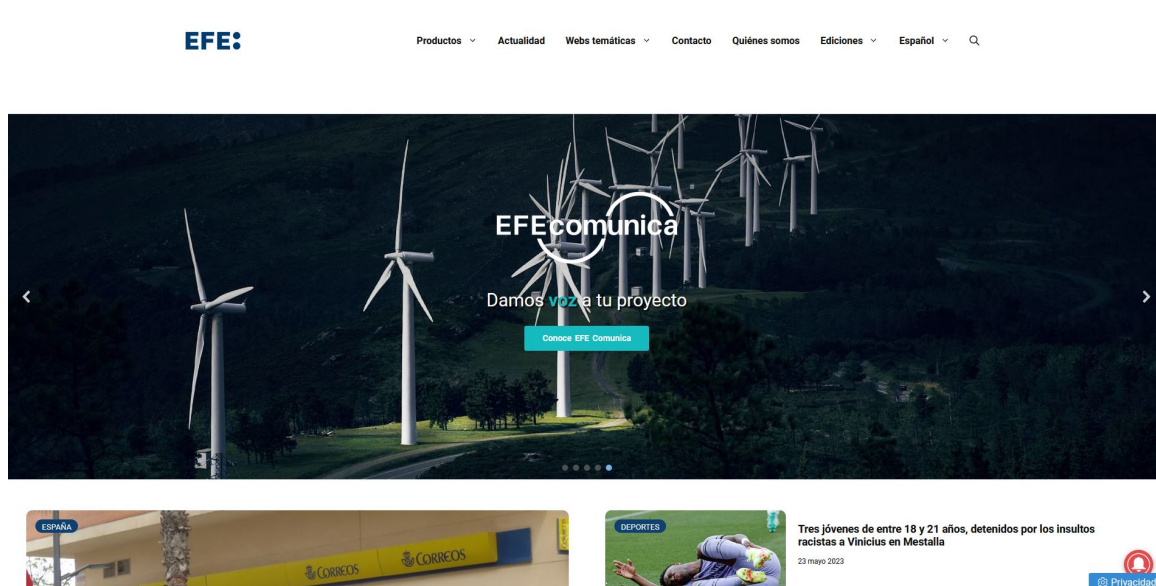 EFE:
Productos Actualidad Webs temáticas Contacto Quiénes somos Ediciones Español
EFEcomunica
Damos voz a tu proyecto
Conoce EFE Comunica
ESPAÑA
CORREOS
CORREOS
DEPORTES
Tres jóvenes de entre 18 y 21 años, detenidos por los insultos
racistas a Vinicius en Mestalla
23 mayo 2023
Privacidad